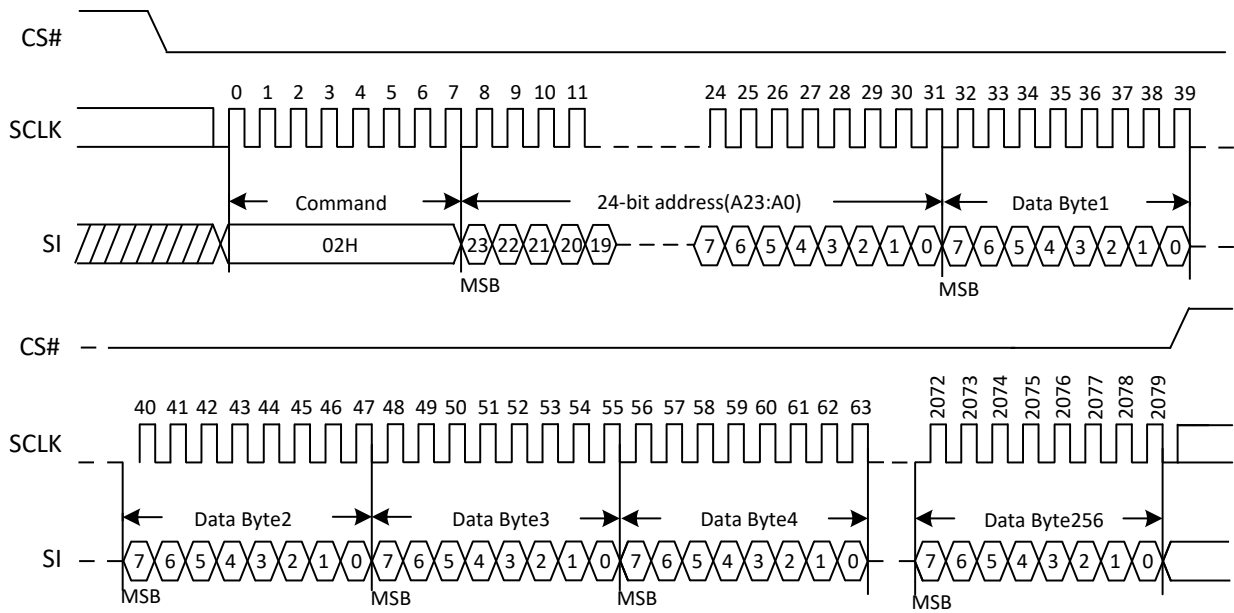 CS#
0 1 2 3 4 5 6 7 8 9 10 11 24 25 26 27 28 29 30 31 32 33 34 35 36 37 38 39
SCLK
Command 24-bit address(A23:A0) Data Byte1
SI 02H 23 22 21 20 19 7 6 5 4 3 2 1 0 7 6 5 4 3 2 1 0
MSB MSB
CS#
40 41 42 43 44 45 46 47 48 49 50 51 52 53 54 55 56 57 58 59 60 61 62 63 2072 2073 2074 2075 2076 2077 2078 2079
SCLK
Data Byte2 Data Byte3 Data Byte4 Data Byte256
SI 7 6 5 4 3 2 1 0 7 6 5 4 3 2 1 0 7 6 5 4 3 2 1 0 7 6 5 4 3 2 1 0
MSB MSB MSB MSB